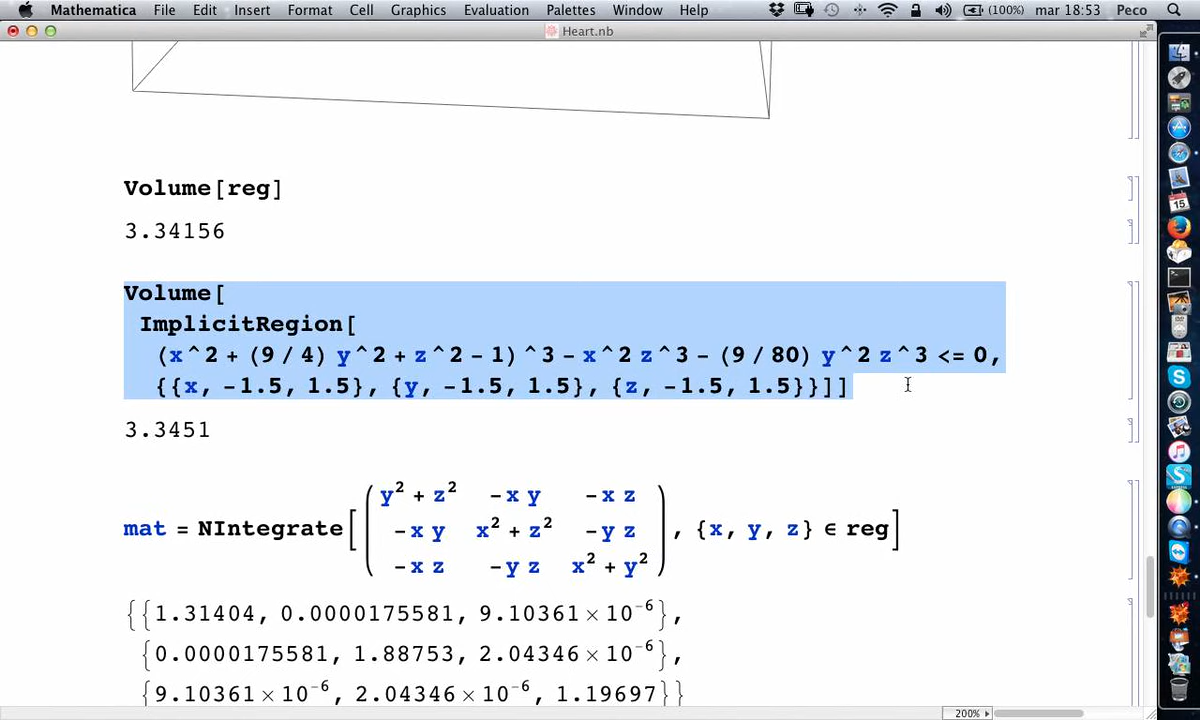 Mathematica File Edit Insert Format Cell Graphics Evaluation Palettes Window Help (100%) mar 18:53 Peco
Heart.nb
Volume[reg]
3.34156
Volume[
ImplicitRegion[
(x^2 + (9 / 4) y^2 + z^2 - 1) ^3 - x^2 z^3 - (9 / 80) y^2 z^3 <= 0,
{{x, -1.5, 1.5}, {y, -1.5, 1.5}, {z, -1.5, 1.5}}]]
3.3451
mat = NIntegrate[(y² + z² -x y -x z
-x y x² + z² -y z
-x z -y z x² + y²), {x, y, z} ∈ reg]
{{1.31404, 0.0000175581, 9.10361×10⁻⁶},
{0.0000175581, 1.88753, 2.04346×10⁻⁶},
{9.10361×10⁻⁶, 2.04346×10⁻⁶, 1.19697}}
200%
15